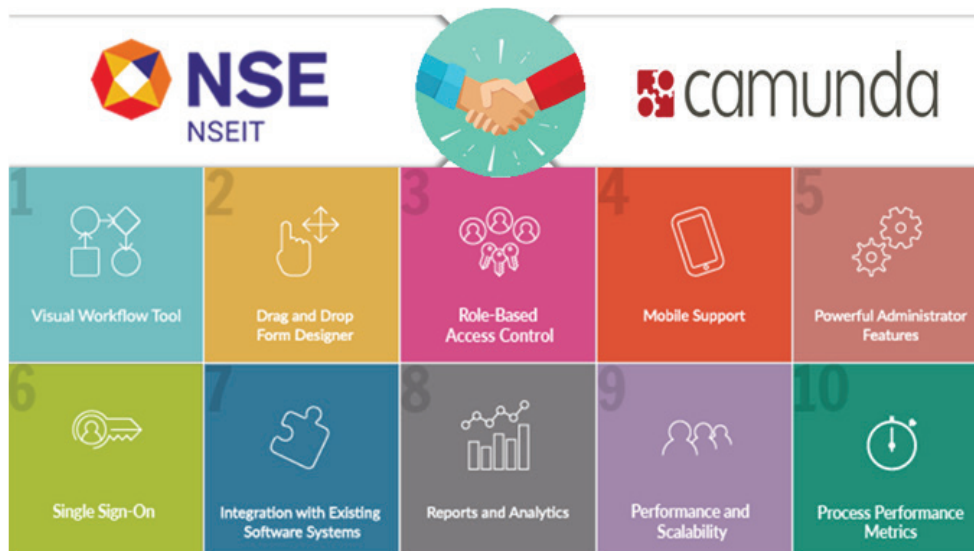 NSE
NSEIT
camunda
1
Visual Workflow Tool
2
Drag and Drop
Form Designer
3
Role-Based
Access Control
4
Mobile Support
5
Powerful Administrator
Features
6
Single Sign-On
7
Integration with Existing
Software Systems
8
Reports and Analytics
9
Performance and
Scalability
10
Process Performance
Metrics